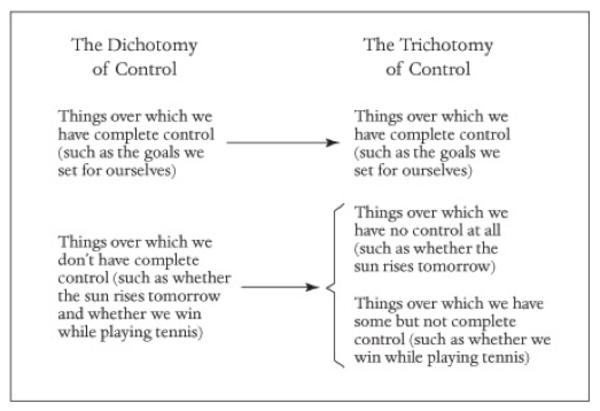 The Dichotomy
of Control
Things over which we
have complete control
(such as the goals we
set for ourselves)
Things over which we
don't have complete
control (such as whether
the sun rises tomorrow
and whether we win
while playing tennis)
The Trichotomy
of Control
Things over which we
have complete control
(such as the goals we
set for ourselves)
Things over which we
have no control at all
(such as whether the
sun rises tomorrow)
Things over which we have
some but not complete
control (such as whether we
win while playing tennis)